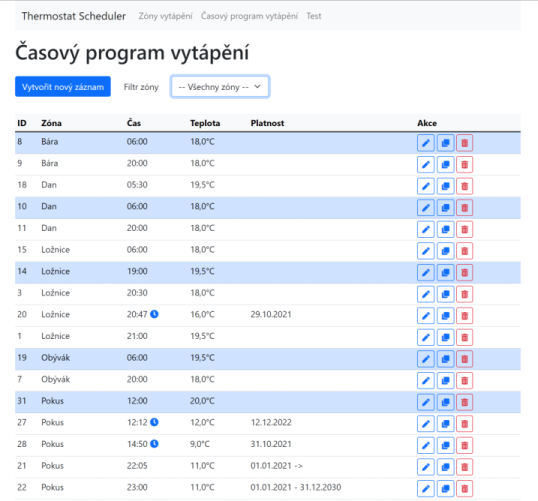 Thermostat Scheduler Zóny vytápění Časový program vytápění Test
Časový program vytápění
Vytvořit nový záznam Filtr zóny -- Všechny zóny --
ID Zóna Čas Teplota Platnost Akce
8 Bára 06:00 18,0°C
9 Bára 20:00 18,0°C
18 Dan 05:30 19,5°C
10 Dan 06:00 18,0°C
11 Dan 20:00 18,0°C
15 Ložnice 06:00 18,0°C
14 Ložnice 19:00 19,5°C
3 Ložnice 20:30 18,0°C
20 Ložnice 20:47 16,0°C 29.10.2021
1 Ložnice 21:00 19,5°C
19 Obývák 06:00 19,5°C
7 Obývák 20:00 18,0°C
31 Pokus 12:00 20,0°C
27 Pokus 12:12 12,0°C 12.12.2022
28 Pokus 14:50 9,0°C 31.10.2021
21 Pokus 22:05 11,0°C 01.01.2021 ->
22 Pokus 23:00 11,0°C 01.01.2021 - 31.12.2030